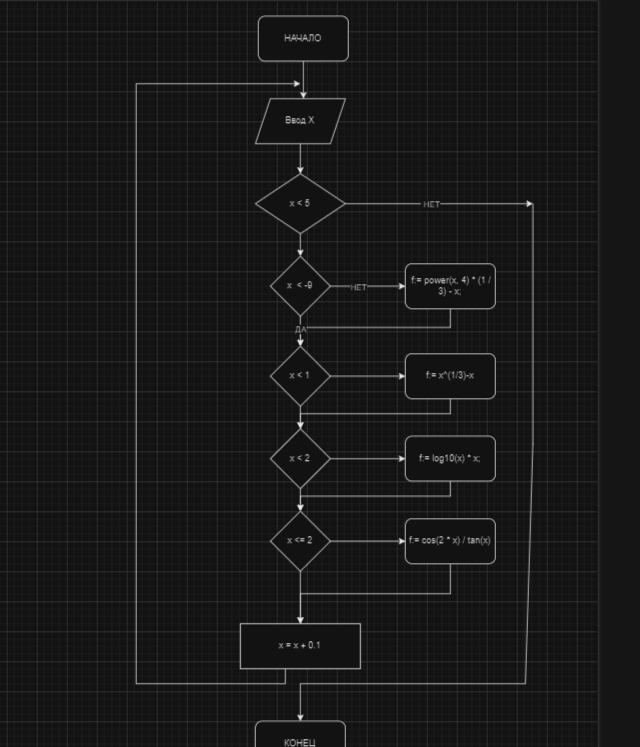 НАЧАЛО
Ввод X
x < 5
НЕТ
x < -9
НЕТ
f:= power(x, 4) * (1 /
3) - x;
ДА
x < 1
f:= x^(1/3)-x
x < 2
f:= log10(x) * x;
x <= 2
f:= cos(2 * x) / tan(x)
x = x + 0.1
КОНЕЦ